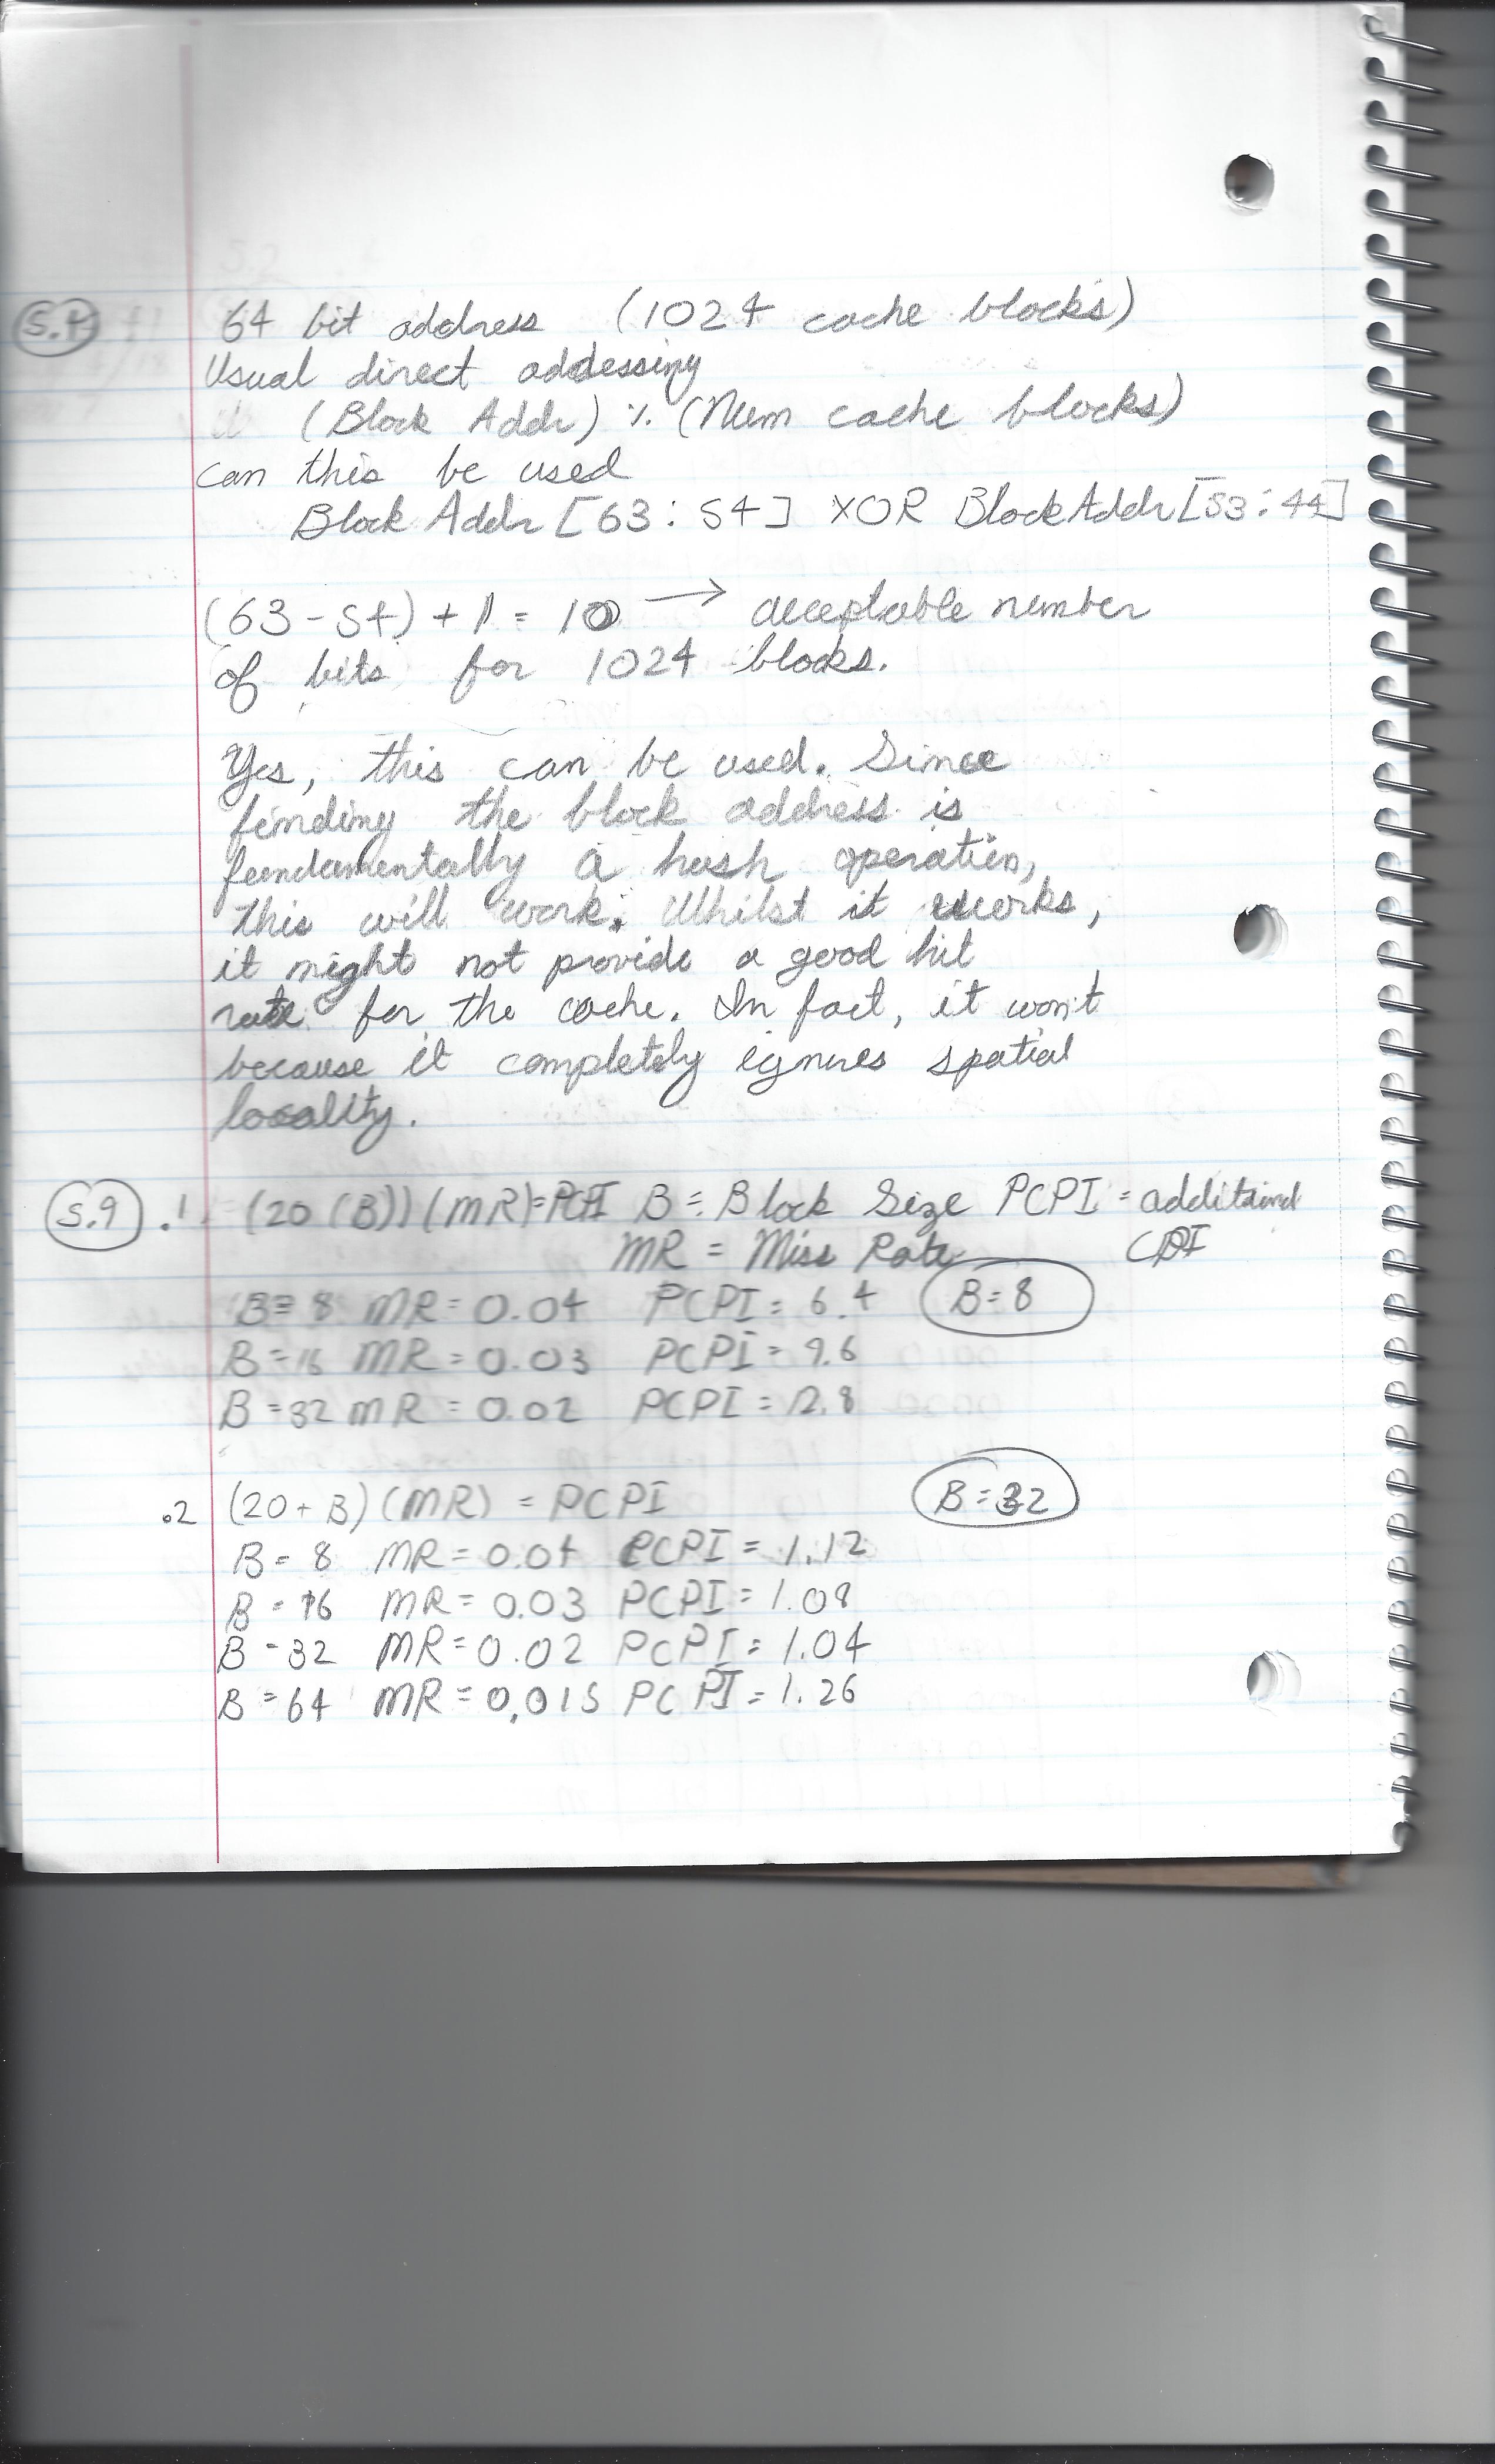 5.4 64 bit address (1024 cache blocks)
Usual direct addessing
(Block Addr) % (Num cache blocks)
can this be used
Block Addr [63:54] XOR Block Addr [53:44]
(63-54)+1 = 10 → acceptable number
of bits for 1024 blocks.
Yes, this can be used. Since
finding the block address is
fundamentally a hash operation,
this will work. Whilst it works,
it might not provide a good hit
rate for the cache. In fact, it won't
because it completely ignores spatial
locality.
5.9 .1 (20 (B)) (MR)=PCPI B = Block Size PCPI = additional
MR = Miss Rate CPI
B = 8 MR = 0.04 PCPI = 6.4 B=8
B = 16 MR = 0.03 PCPI = 9.6
B = 32 MR = 0.02 PCPI = 12.8
.2 (20 + B) (MR) = PCPI B=32
B = 8 MR = 0.04 PCPI = 1.12
B = 16 MR = 0.03 PCPI = 1.08
B = 32 MR = 0.02 PCPI = 1.04
B = 64 MR = 0.015 PCPI = 1.26